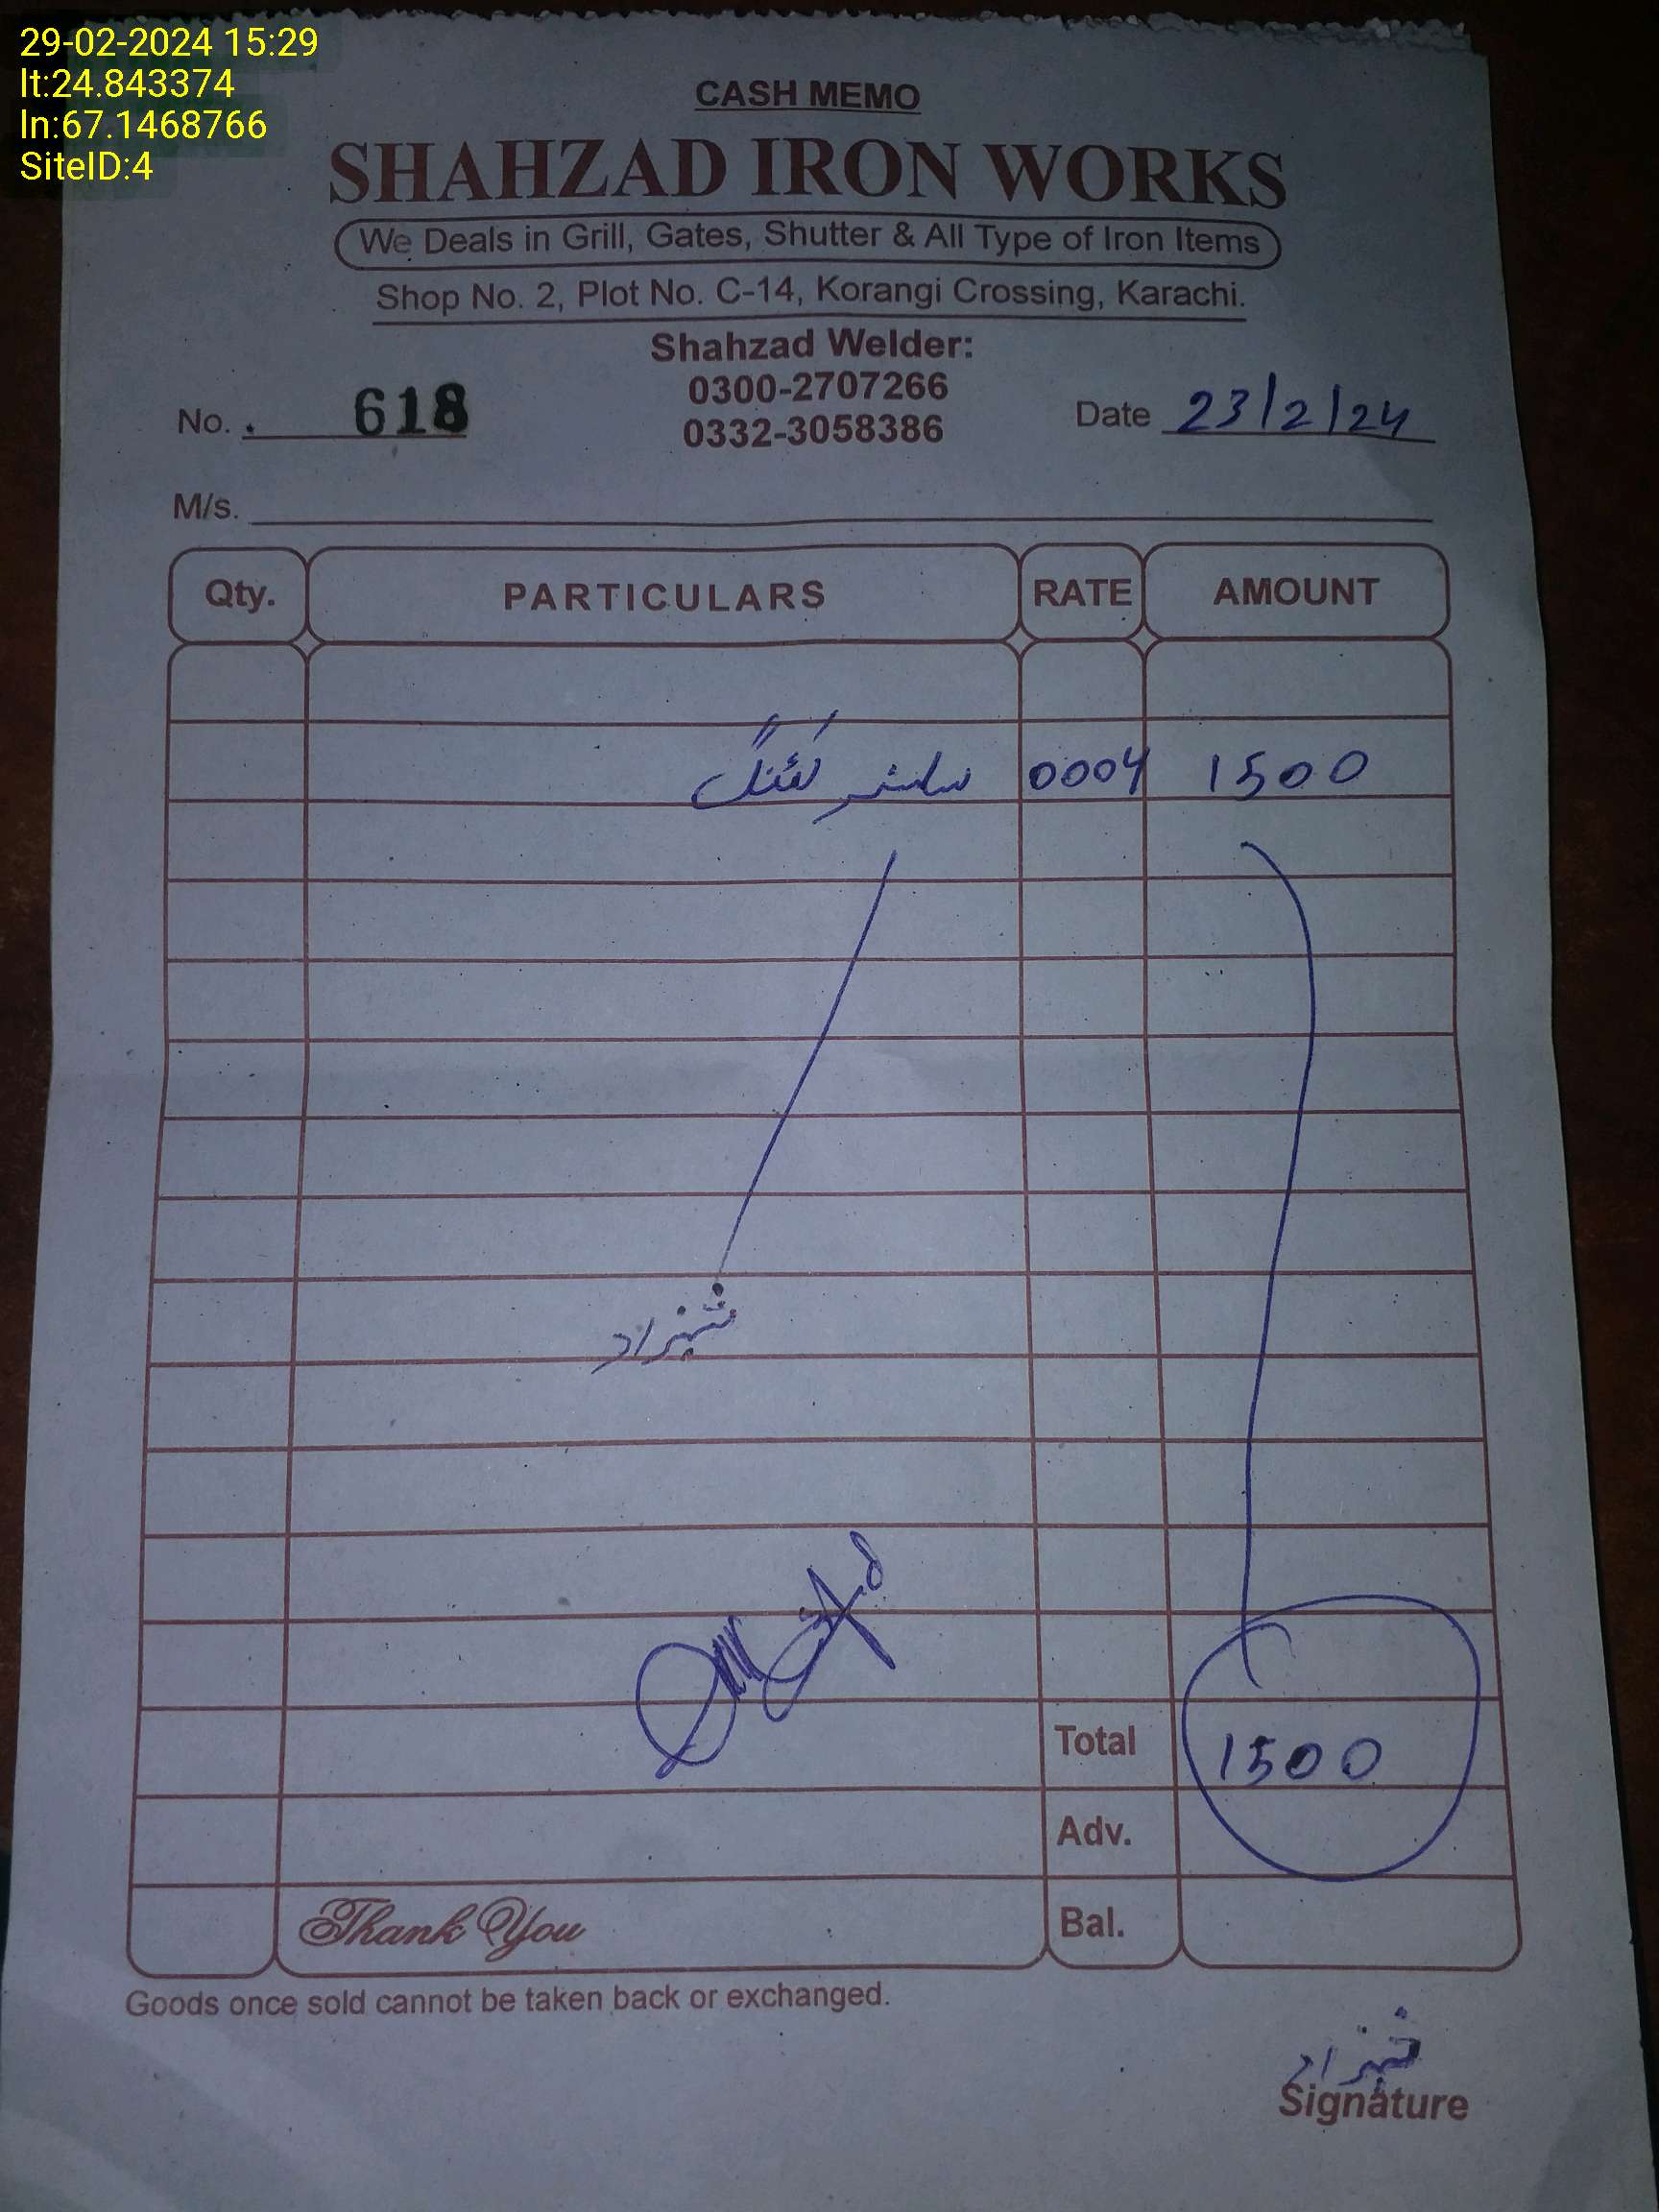 29-02-2024 15:29
lt:24.843374
ln:67.1468766
SiteID:4
CASH MEMO
SHAHZAD IRON WORKS
We Deals in Grill, Gates, Shutter & All Type of Iron Items
Shop No. 2, Plot No. C-14, Korangi Crossing, Karachi.
Shahzad Welder:
0300-2707266
0332-3058386
No. 618
Date 23/2/24
M/s.
Qty. PARTICULARS RATE AMOUNT
0004 1500
شہزاد
Total 1500
Adv.
Thank You Bal.
Goods once sold cannot be taken back or exchanged.
شہزاد
Signature